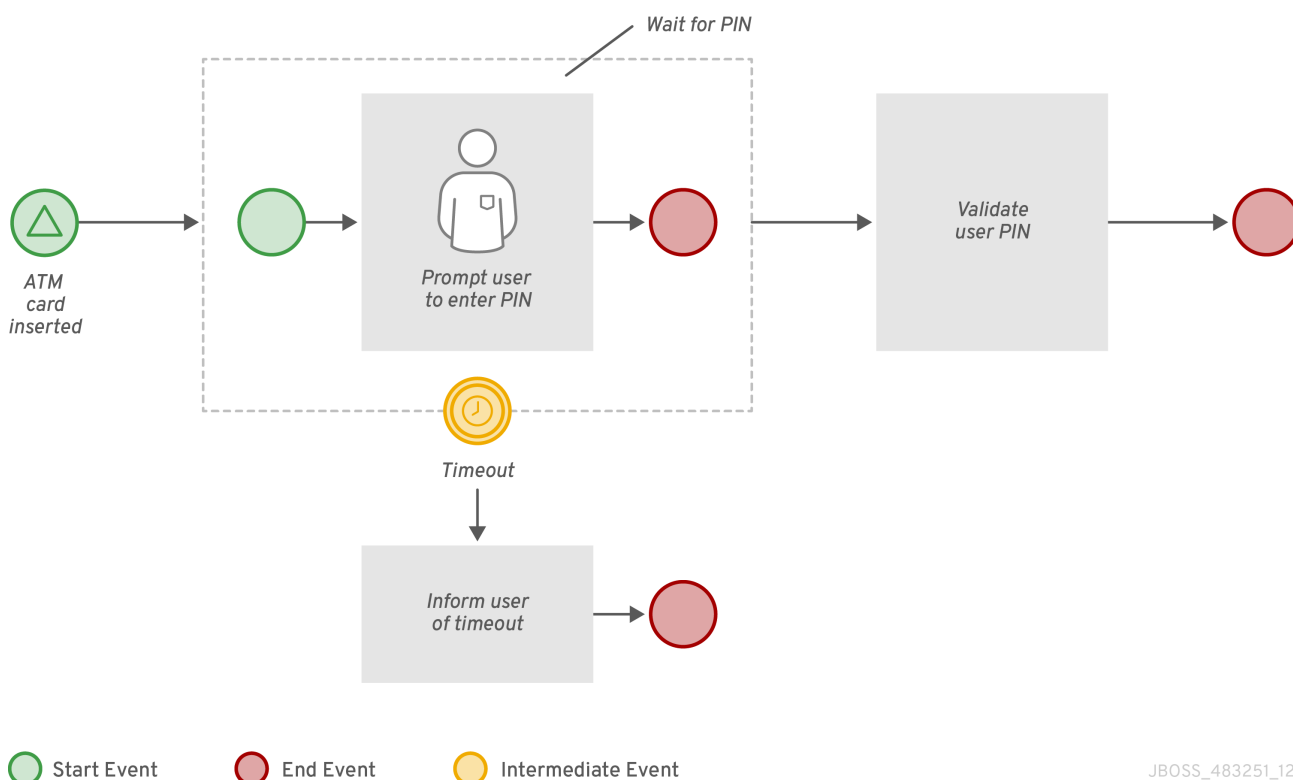 Wait for PIN
ATM
card
inserted
Prompt user
to enter PIN
Validate
user PIN
Timeout
Inform user
of timeout
Start Event
End Event
Intermediate Event
JBOSS_483251_12